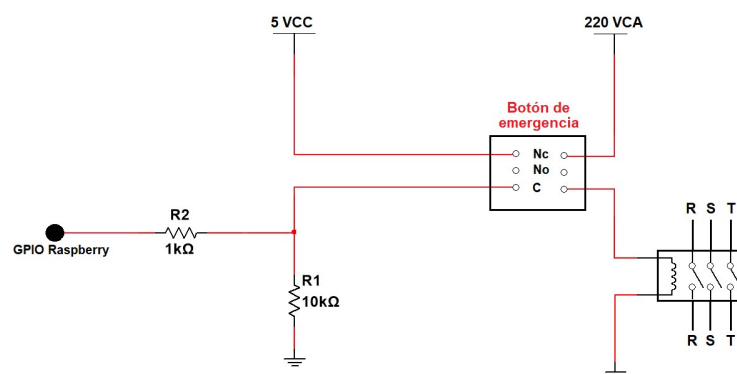 5 VCC
220 VCA
Botón de
emergencia
Nc
No
C
R2
1kΩ
GPIO Raspberry
R1
10kΩ
R S T
R S T